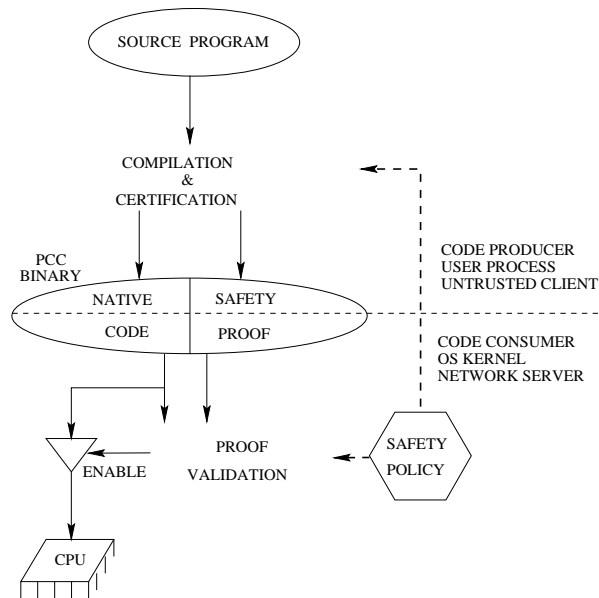 SOURCE PROGRAM
COMPILATION
&
CERTIFICATION
PCC
BINARY
NATIVE
SAFETY
CODE
PROOF
CODE PRODUCER
USER PROCESS
UNTRUSTED CLIENT
CODE CONSUMER
OS KERNEL
NETWORK SERVER
PROOF
VALIDATION
ENABLE
SAFETY
POLICY
CPU